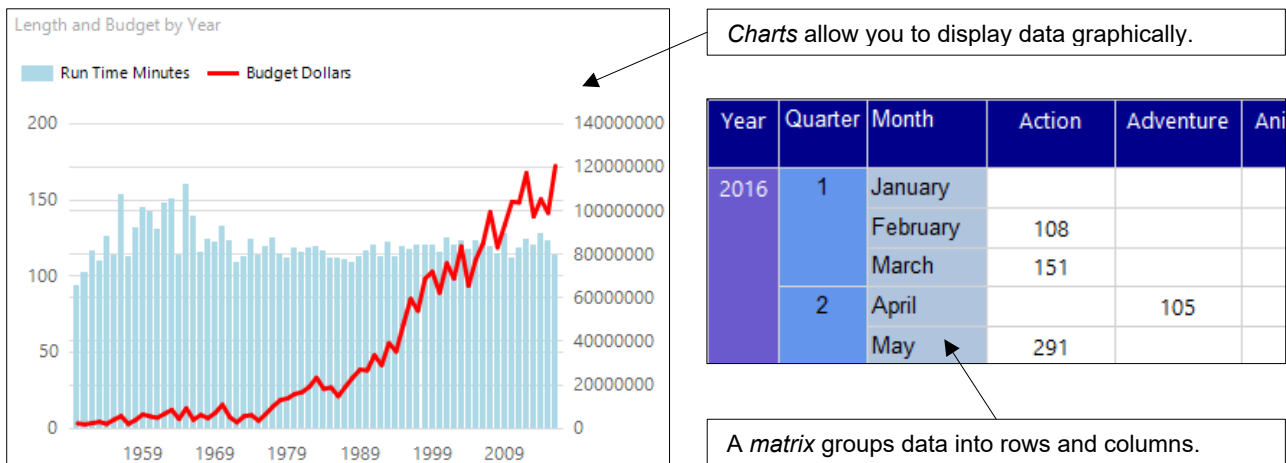 Length and Budget by Year
Run Time Minutes Budget Dollars
200 140000000
120000000
150
100000000
100 80000000
60000000
50 40000000
20000000
0 0
1959 1969 1979 1989 1999 2009
Charts allow you to display data graphically.
Year Quarter Month Action Adventure Ani
2016 1 January
February 108
March 151
2 April 105
May 291
A matrix groups data into rows and columns.